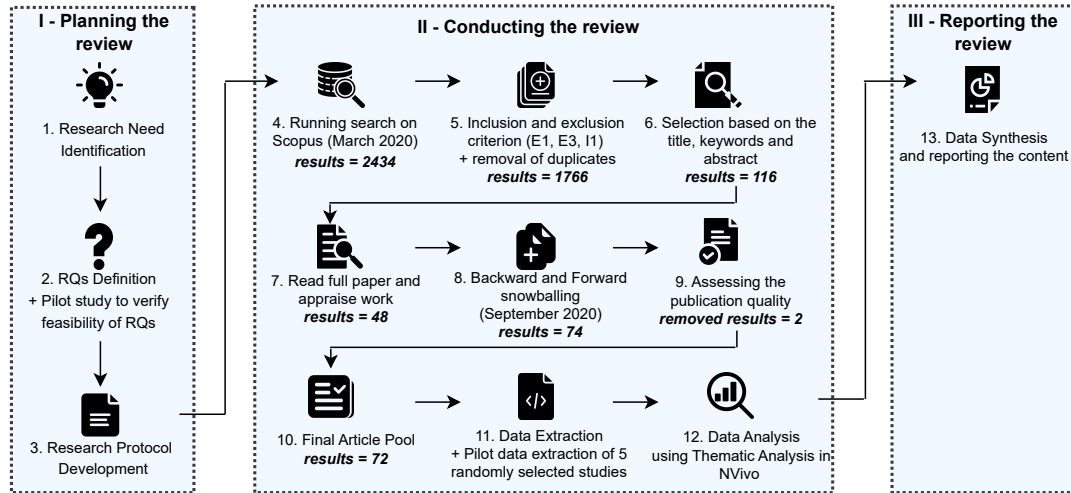 I - Planning the
review
1. Research Need
Identification
2. RQs Definition
+ Pilot study to verify
feasibility of RQs
3. Research Protocol
Development
II - Conducting the review
4. Running search on
Scopus (March 2020)
results = 2434
5. Inclusion and exclusion
criterion (E1, E3, I1)
+ removal of duplicates
results = 1766
6. Selection based on the
title, keywords and
abstract
results = 116
7. Read full paper and
appraise work
results = 48
8. Backward and Forward
snowballing
(September 2020)
results = 74
9. Assessing the
publication quality
removed results = 2
10. Final Article Pool
results = 72
</>
11. Data Extraction
+ Pilot data extraction of 5
randomly selected studies
12. Data Analysis
using Thematic Analysis in
NVivo
III - Reporting the
review
13. Data Synthesis
and reporting the content